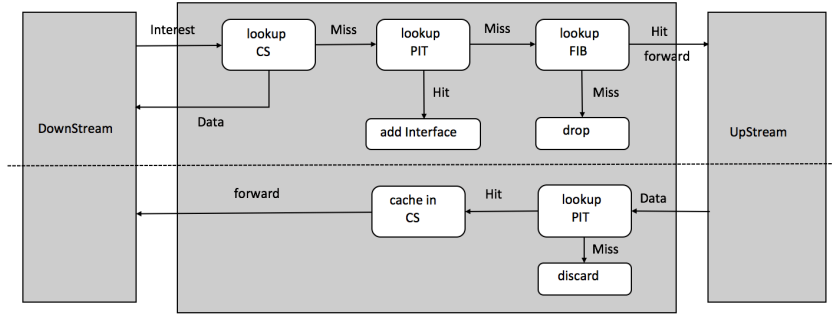 Interest
lookup
CS
Miss
lookup
PIT
Miss
lookup
FIB
Hit
forward
Hit
Miss
Data
add Interface
drop
DownStream
UpStream
forward
cache in
CS
Hit
lookup
PIT
Data
Miss
discard